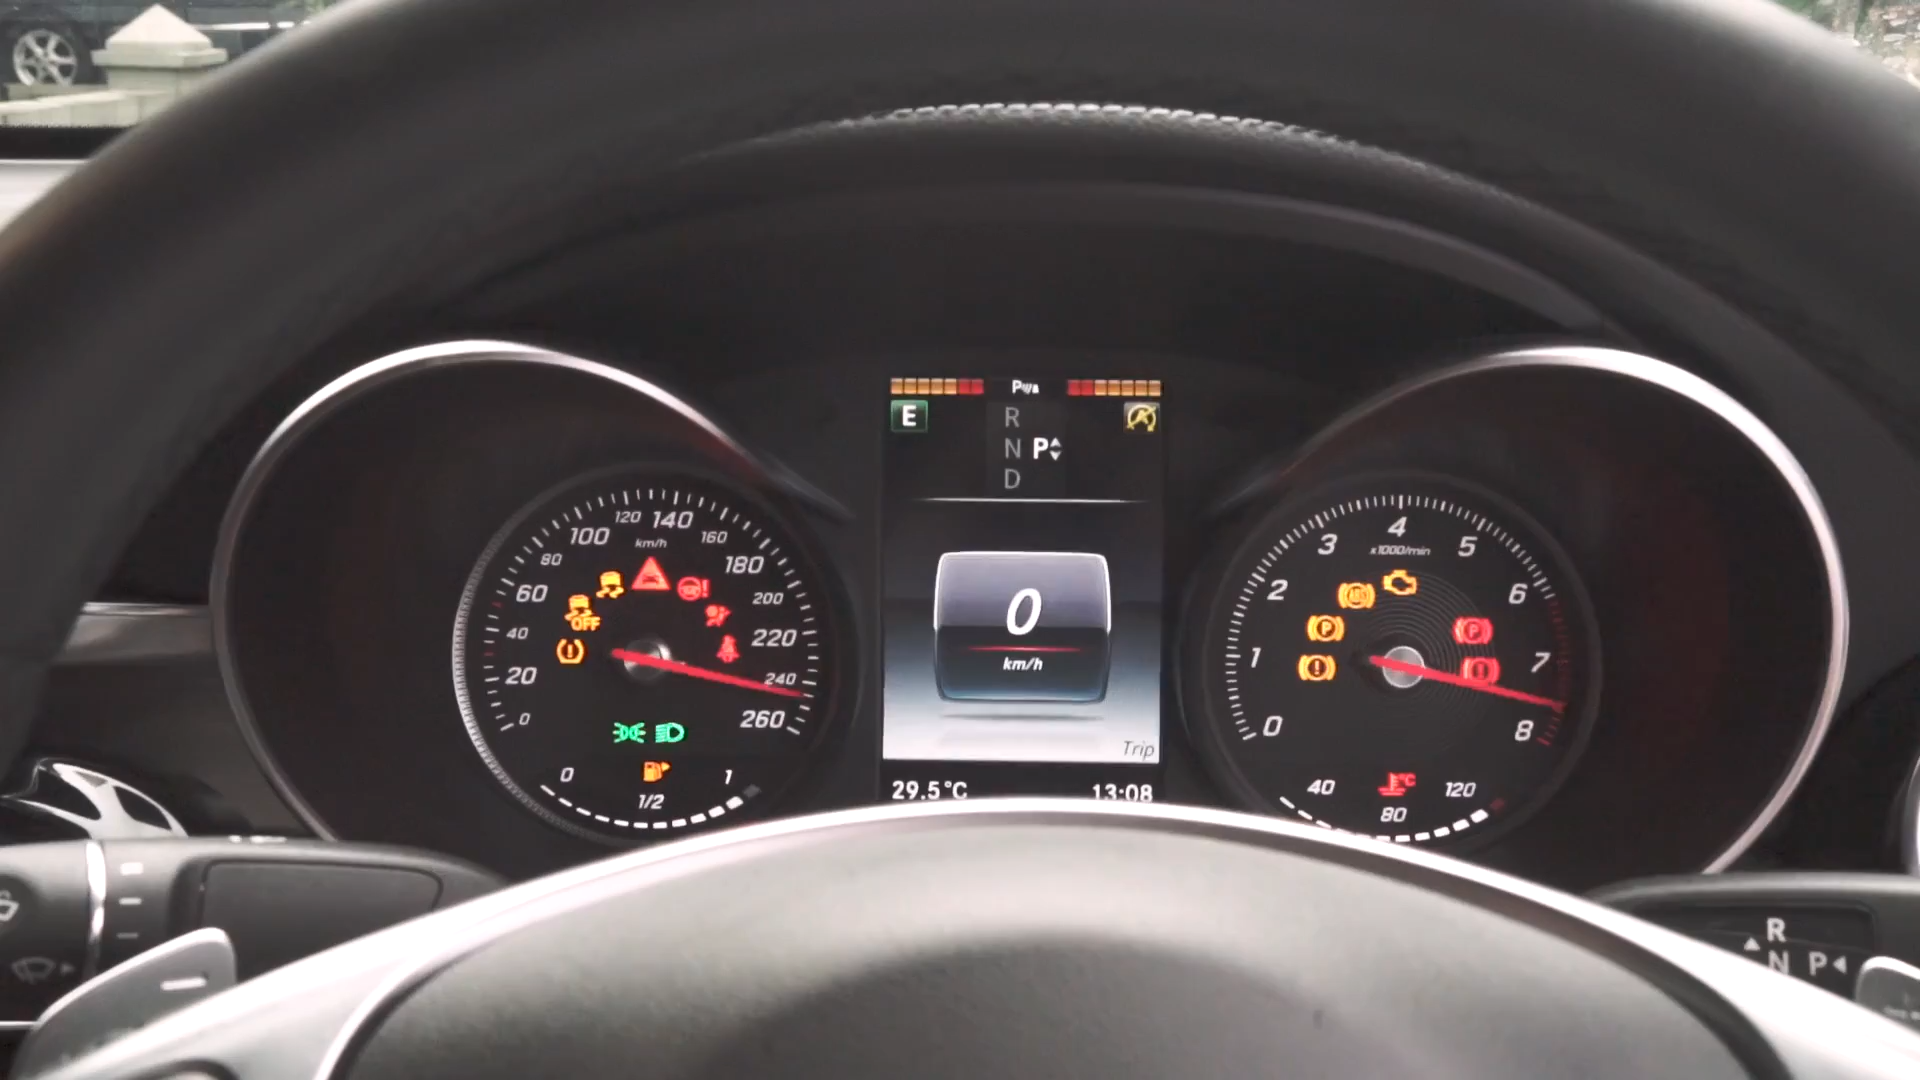 Pᯤ
E
R
N P
D
0
km/h
Trip
29.5°C 13:08
0
20
40
60
80
100
120
140
160
180
200
220
240
260
km/h
OFF
0 1/2 1
0
1
2
3
4
5
6
7
8
x1000/min
ABS
P
P
°C
40 80 120
R
N P